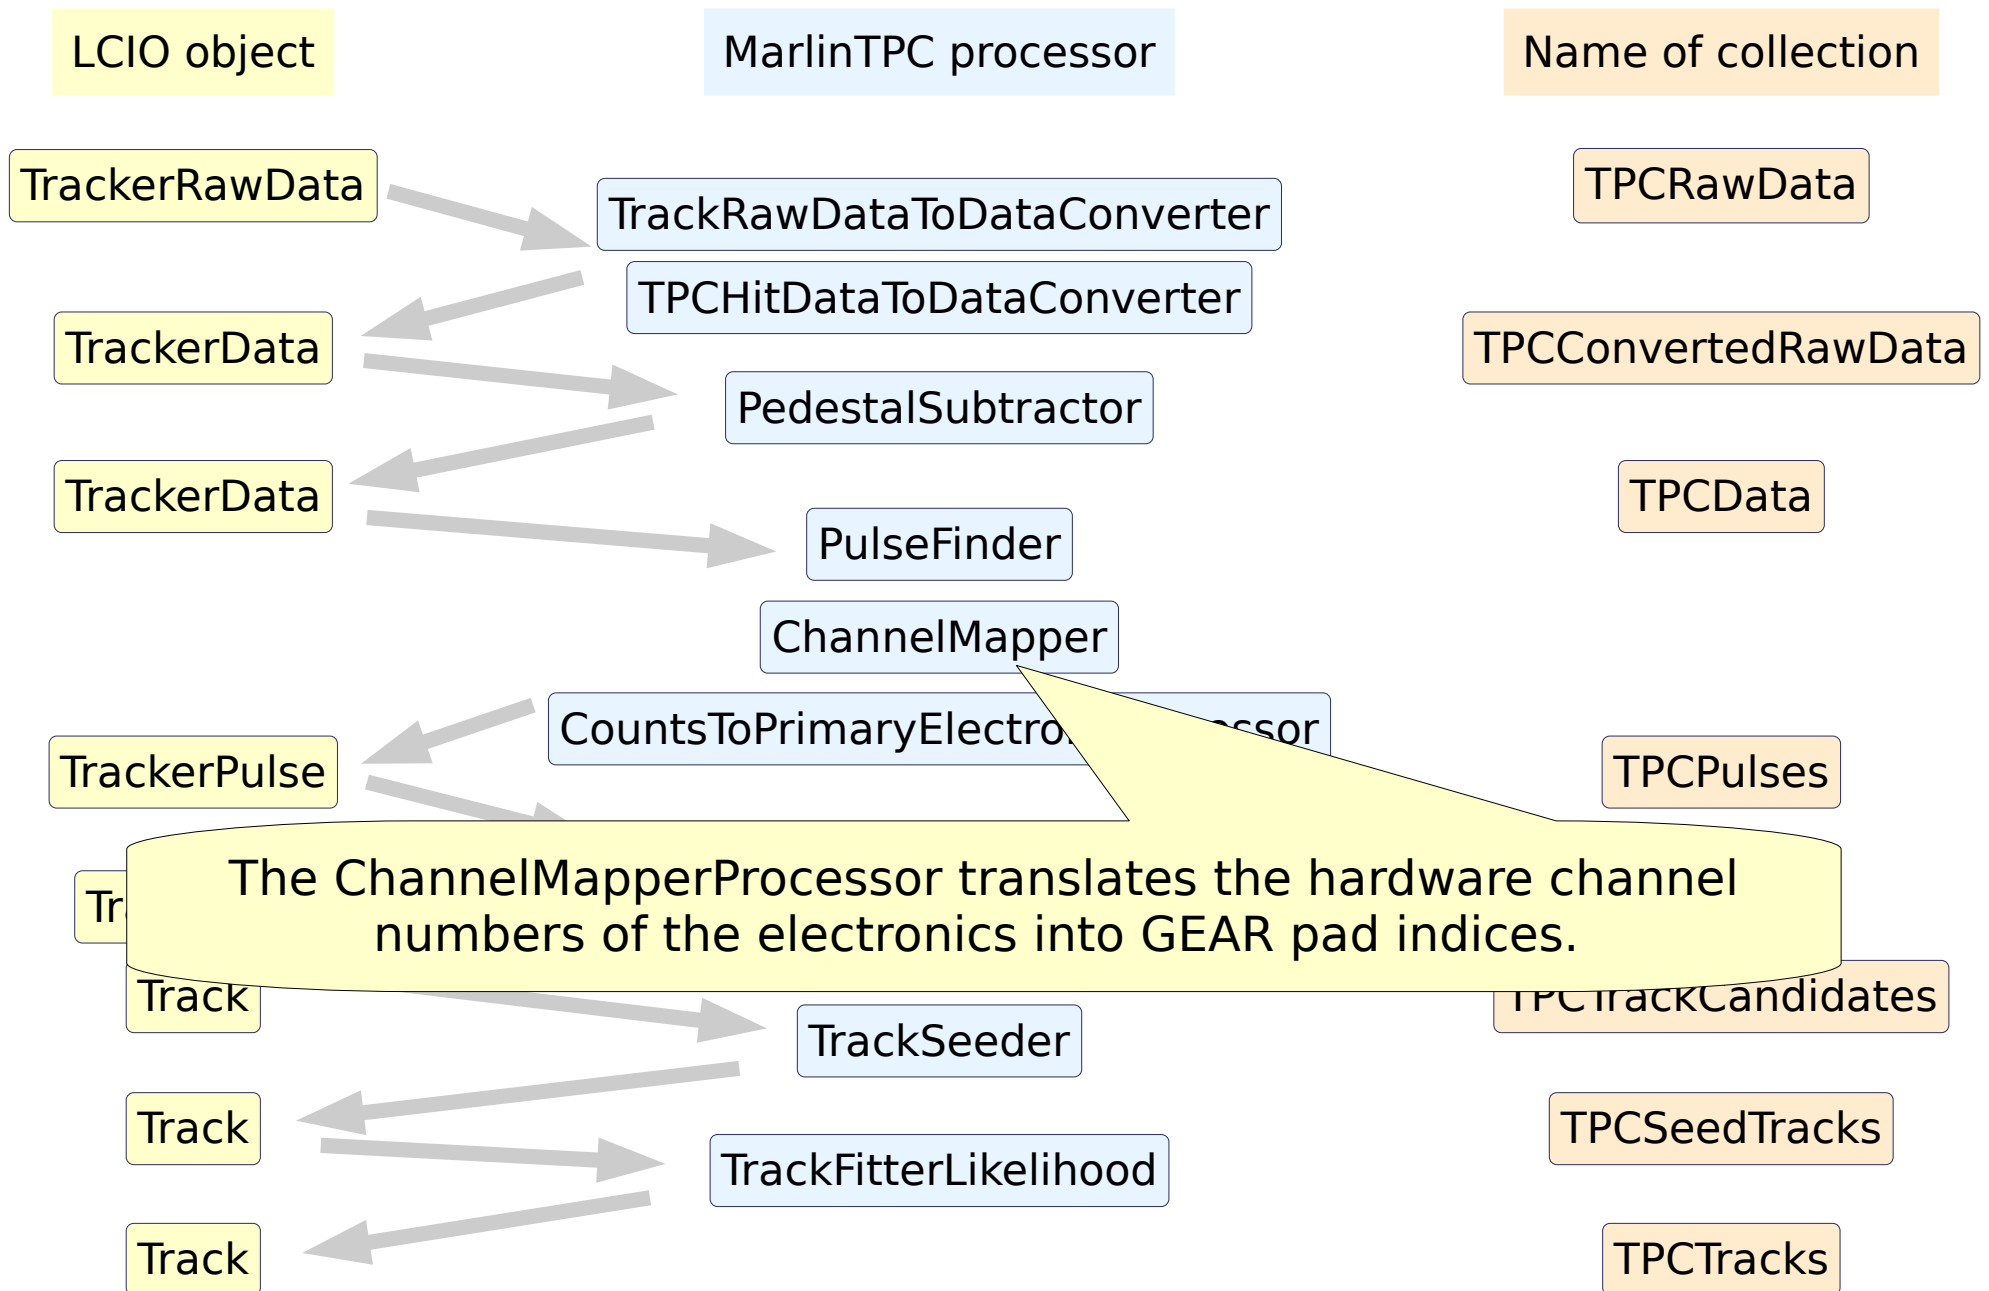 LCIO object
MarlinTPC processor
Name of collection
TrackerRawData
TPCRawData
TrackRawDataToDataConverter
TPCHitDataToDataConverter
TrackerData
TPCConvertedRawData
PedestalSubtractor
TrackerData
TPCData
PulseFinder
ChannelMapper
CountsToPrimaryElectro
ssor
TrackerPulse
TPCPulses
The ChannelMapperProcessor translates the hardware channel
numbers of the electronics into GEAR pad indices.
Track
TPCTrackCandidates
TrackSeeder
Track
TPCSeedTracks
TrackFitterLikelihood
Track
TPCTracks